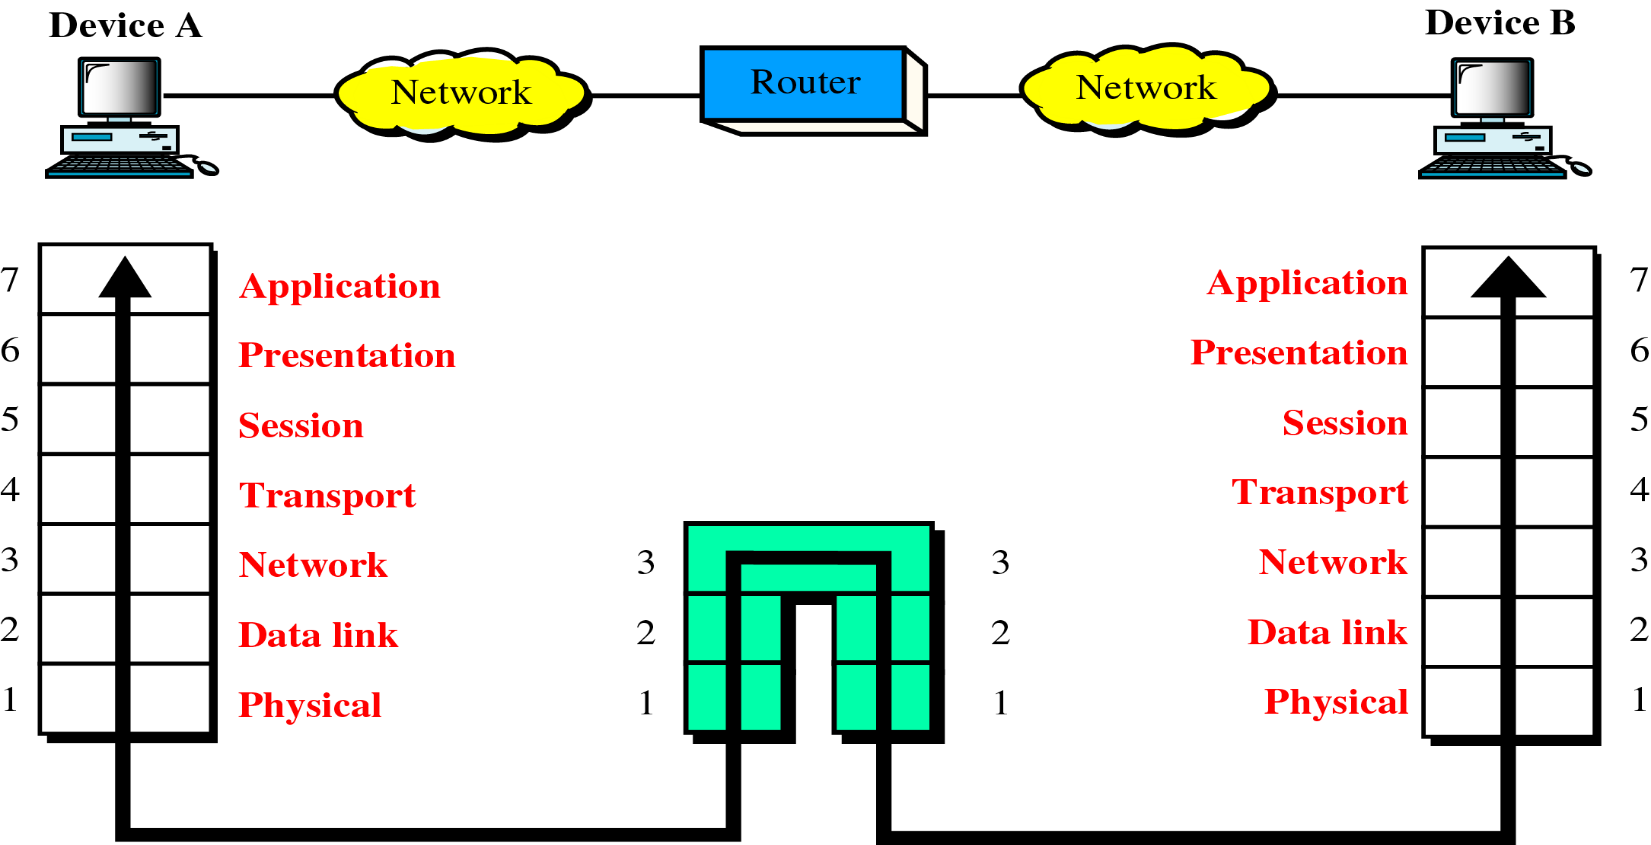 Device A
Device B
Network
Router
Network
7 Application Application 7
6 Presentation Presentation 6
5 Session Session 5
4 Transport Transport 4
3 Network 3 3 Network 3
2 Data link 2 2 Data link 2
1 Physical 1 1 Physical 1